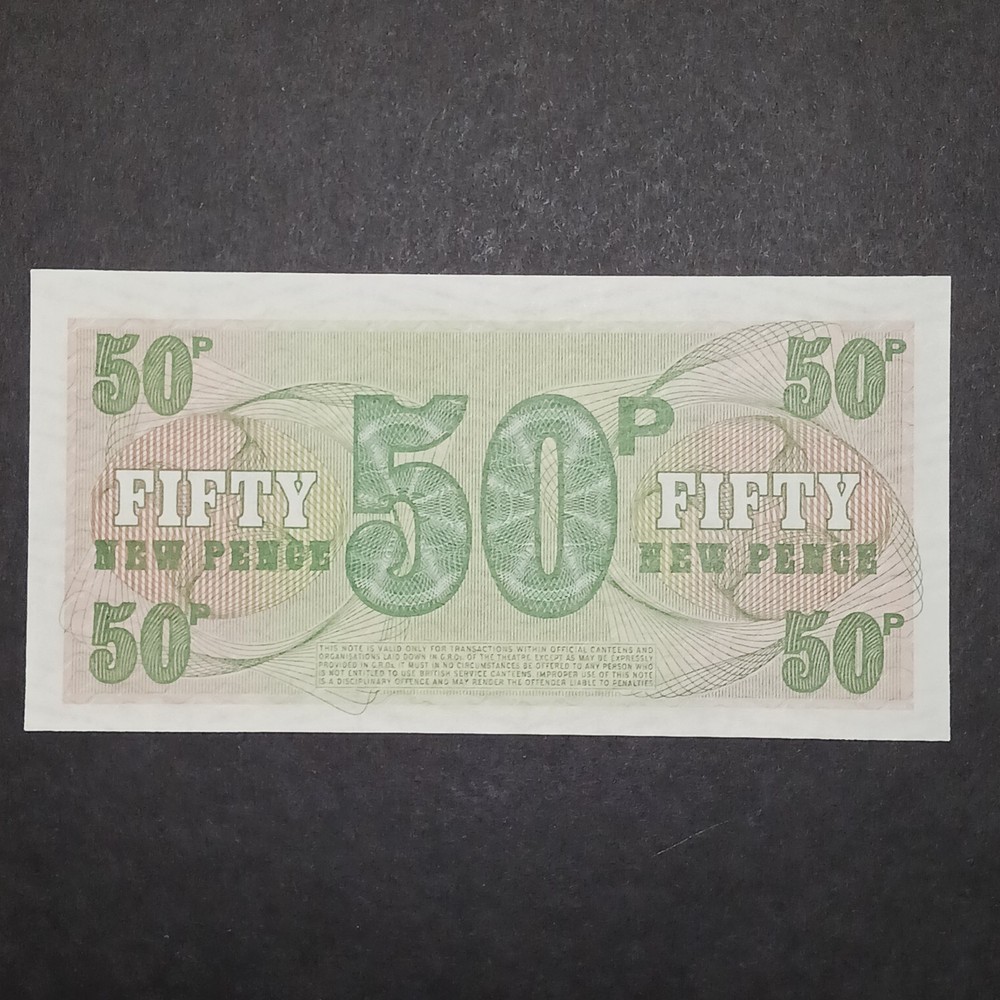 50P
50P
50P
FIFTY
NEW PENCE
FIFTY
NEW PENCE
50P
50P
THIS NOTE IS VALID ONLY FOR TRANSACTIONS WITHIN OFFICIAL CANTEENS AND
ORGANISATIONS LAID DOWN IN G.R.Os. OF THE THEATRE. EXCEPT AS MAY BE EXPRESSLY
PROVIDED IN G.R.Os. IT MUST IN NO CIRCUMSTANCES BE OFFERED TO ANY PERSON WHO
IS NOT ENTITLED TO USE BRITISH SERVICE CANTEENS. IMPROPER USE OF THIS NOTE
IS A DISCIPLINARY OFFENCE AND MAY RENDER THE OFFENDER LIABLE TO PENALTIES